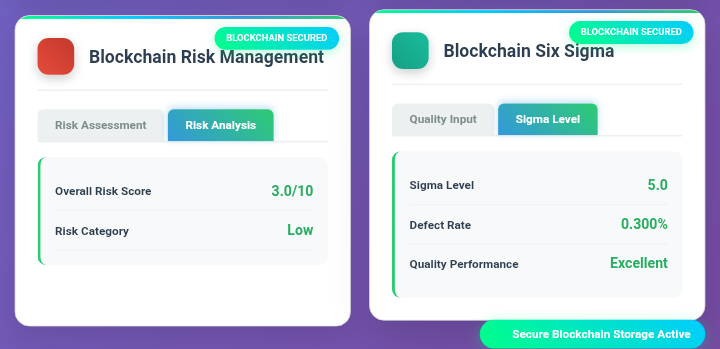 BLOCKCHAIN SECURED
Blockchain Risk Management
Risk Assessment
Risk Analysis
Overall Risk Score
3.0/10
Risk Category
Low
BLOCKCHAIN SECURED
Blockchain Six Sigma
Quality Input
Sigma Level
Sigma Level
5.0
Defect Rate
0.300%
Quality Performance
Excellent
Secure Blockchain Storage Active